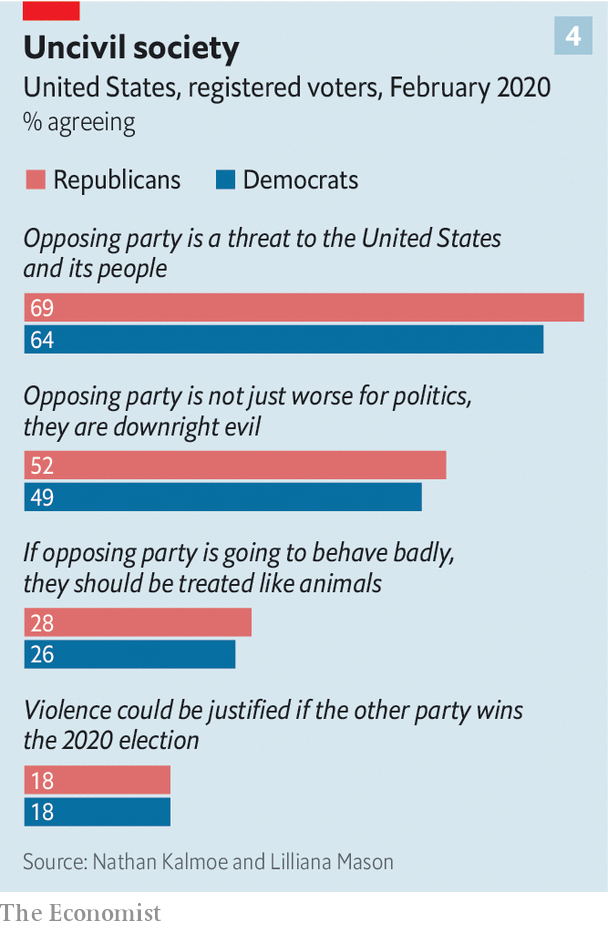 Uncivil society
4
United States, registered voters, February 2020
% agreeing
Republicans
Democrats
Opposing party is a threat to the United States
and its people
69
64
Opposing party is not just worse for politics,
they are downright evil
52
49
If opposing party is going to behave badly,
they should be treated like animals
28
26
Violence could be justified if the other party wins
the 2020 election
18
18
Source: Nathan Kalmoe and Lilliana Mason
The Economist